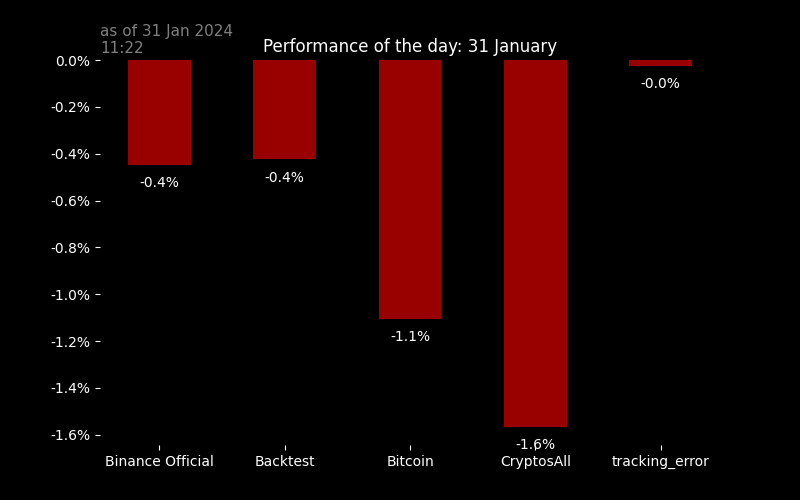 as of 31 Jan 2024
11:22
Performance of the day: 31 January
0.0%
-0.2%
-0.4%
-0.6%
-0.8%
-1.0%
-1.2%
-1.4%
-1.6%
-0.4%
-0.4%
-1.1%
-1.6%
-0.0%
Binance Official
Backtest
Bitcoin
CryptosAll
tracking_error